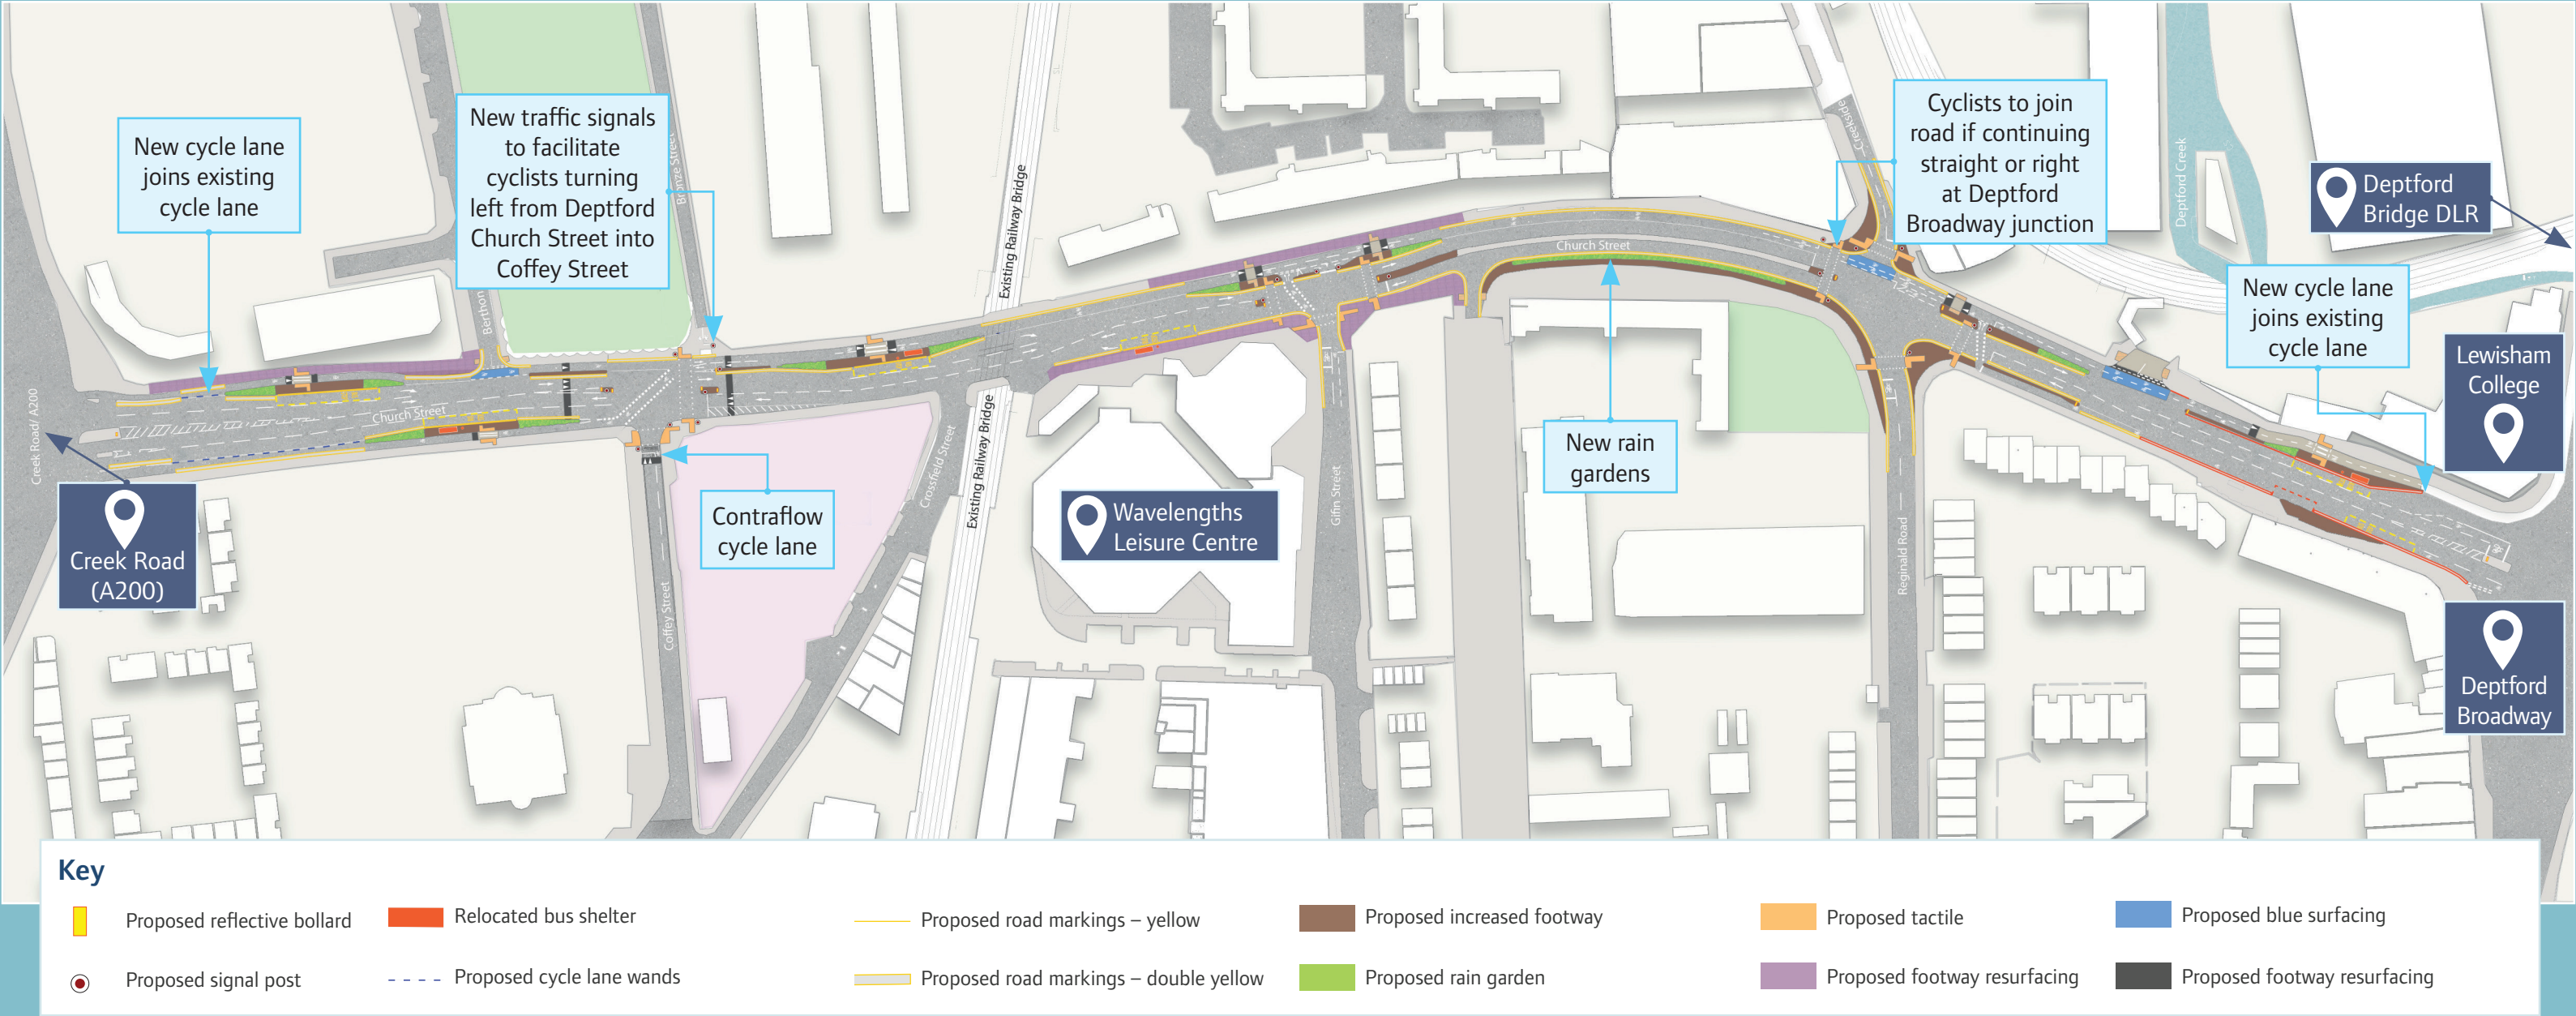 New cycle lane
joins existing
cycle lane
New traffic signals
to facilitate
cyclists turning
left from Deptford
Church Street into
Coffey Street
Cyclists to join
road if continuing
straight or right
at Deptford
Broadway junction
Deptford
Bridge DLR
New cycle lane
joins existing
cycle lane
Lewisham
College
Deptford
Broadway
Creek Road
(A200)
Contraflow
cycle lane
Wavelengths
Leisure Centre
New rain
gardens
Creek Road/ A200
Church Street
Berthon
Bronze Street
Existing Railway Bridge
Existing Railway Bridge
Crossfield Street
Coffey Street
Giffin Street
Church Street
Creekside
Deptford Creek
Reginald Road
Key
Proposed reflective bollard
Relocated bus shelter
Proposed road markings – yellow
Proposed increased footway
Proposed tactile
Proposed blue surfacing
Proposed signal post
Proposed cycle lane wands
Proposed road markings – double yellow
Proposed rain garden
Proposed footway resurfacing
Proposed footway resurfacing